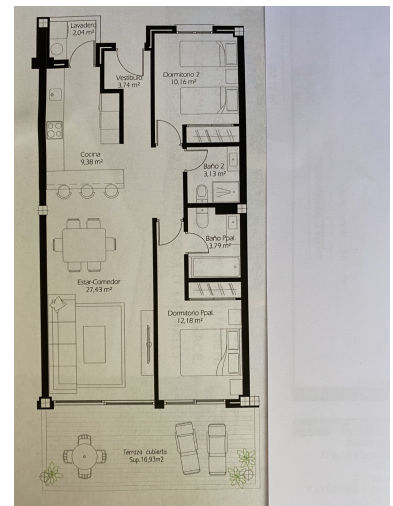 Lavadero
2,04 m²
Vestíbulo
3,74 m²
Dormitorio 2
10,16 m²
Cocina
9,38 m²
Baño 2
3,13 m²
Baño Ppal
3,79 m²
Estar-Comedor
27,43 m²
Dormitorio Ppal.
12,18 m²
Terraza cubierta
Sup.16,93m2